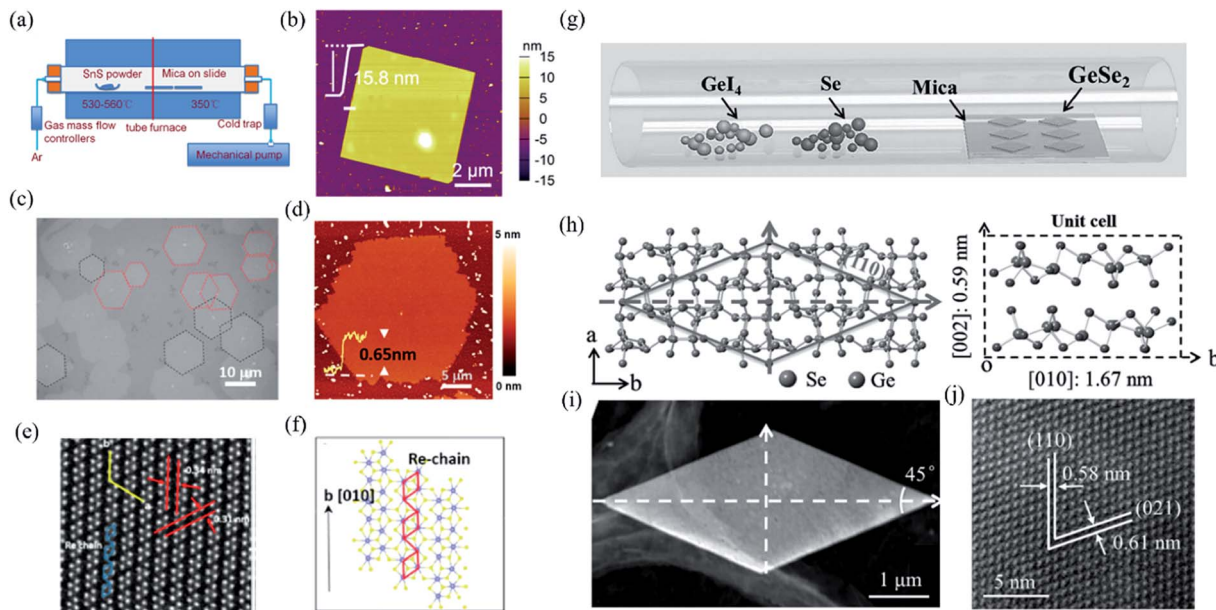 (a)
SnS powder
Mica on slide
530-560℃
350℃
Gas mass flow
controllers
tube furnace
Cold trap
Ar
Mechanical pump
(b)
15.8 nm
2 μm
nm
15
10
5
0
-5
-10
-15
(c)
10 μm
(d)
0.65nm
5 μm
5 nm
0 nm
(e)
b
a
0.34 nm
0.31 nm
Re chain
(f)
Re-chain
b [010]
(g)
GeI4
Se
Mica
GeSe2
(h)
(110)
a
b
Se
Ge
Unit cell
[002]: 0.59 nm
o
b
[010]: 1.67 nm
(i)
45°
1 μm
(j)
(110)
0.58 nm
(021)
0.61 nm
5 nm